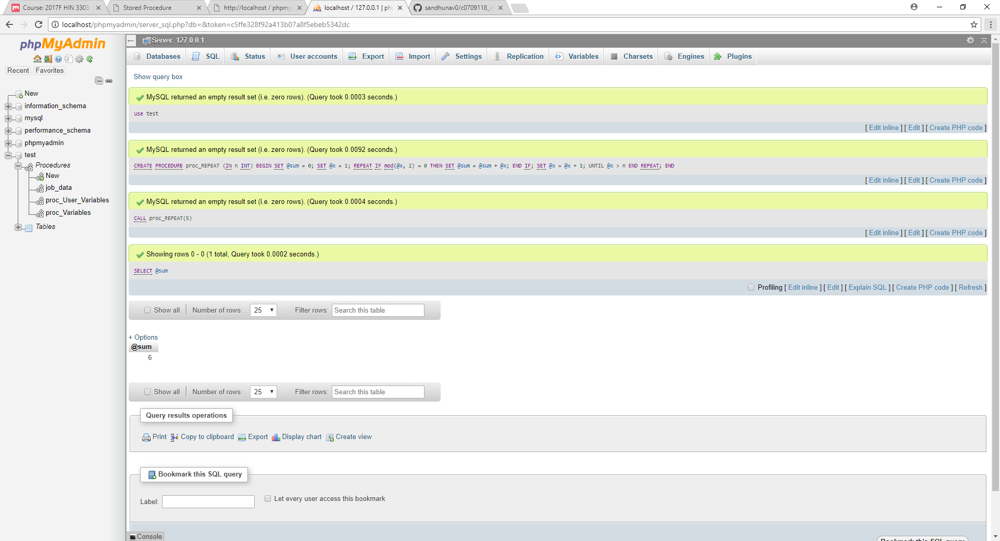 Course: 2017F HIN 3303
Stored Procedure
http://localhost / phpmy
localhost / 127.0.0.1 | ph
sandhunav0/c0709118_i
localhost/phpmyadmin/server_sql.php?db=&token=c5ffe328f92a413b07a8f5ebeb5342dc
phpMyAdmin
Recent Favorites
New
information_schema
mysql
performance_schema
phpmyadmin
test
Procedures
New
job_data
proc_User_Variables
proc_Variables
Tables
Server: 127.0.0.1
Databases SQL Status User accounts Export Import Settings Replication Variables Charsets Engines Plugins
Show query box
MySQL returned an empty result set (i.e. zero rows). (Query took 0.0003 seconds.)
use test
[ Edit inline ] [ Edit ] [ Create PHP code ]
MySQL returned an empty result set (i.e. zero rows). (Query took 0.0092 seconds.)
CREATE PROCEDURE proc_REPEAT (IN n INT) BEGIN SET @sum = 0; SET @x = 1; REPEAT IF mod(@x, 2) = 0 THEN SET @sum = @sum + @x; END IF; SET @x = @x + 1; UNTIL @x > n END REPEAT; END
[ Edit inline ] [ Edit ] [ Create PHP code ]
MySQL returned an empty result set (i.e. zero rows). (Query took 0.0004 seconds.)
CALL proc_REPEAT(5)
[ Edit inline ] [ Edit ] [ Create PHP code ]
Showing rows 0 - 0 (1 total, Query took 0.0002 seconds.)
SELECT @sum
Profiling [ Edit inline ] [ Edit ] [ Explain SQL ] [ Create PHP code ] [ Refresh ]
Show all Number of rows: 25 Filter rows: Search this table
+ Options
@sum
6
Show all Number of rows: 25 Filter rows: Search this table
Query results operations
Print Copy to clipboard Export Display chart Create view
Bookmark this SQL query
Label: Let every user access this bookmark
Console
Bookmark this SQL query